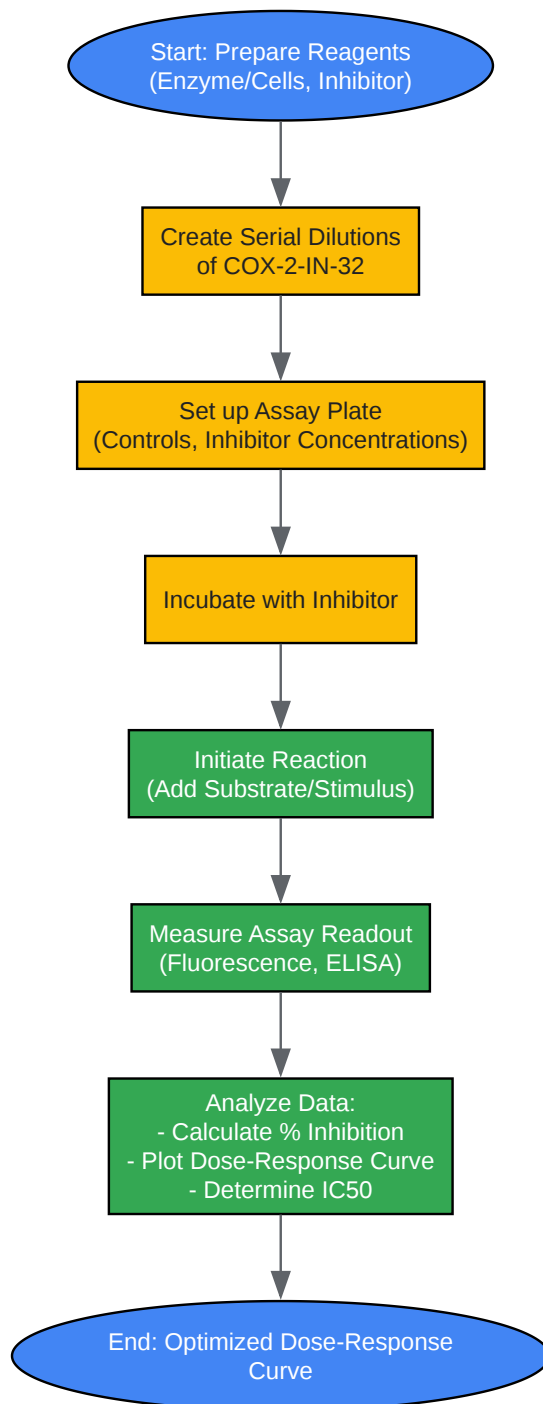 Start: Prepare Reagents
(Enzyme/Cells, Inhibitor)
Create Serial Dilutions
of COX-2-IN-32
Set up Assay Plate
(Controls, Inhibitor Concentrations)
Incubate with Inhibitor
Initiate Reaction
(Add Substrate/Stimulus)
Measure Assay Readout
(Fluorescence, ELISA)
Analyze Data:
- Calculate % Inhibition
- Plot Dose-Response Curve
- Determine IC50
End: Optimized Dose-Response
Curve